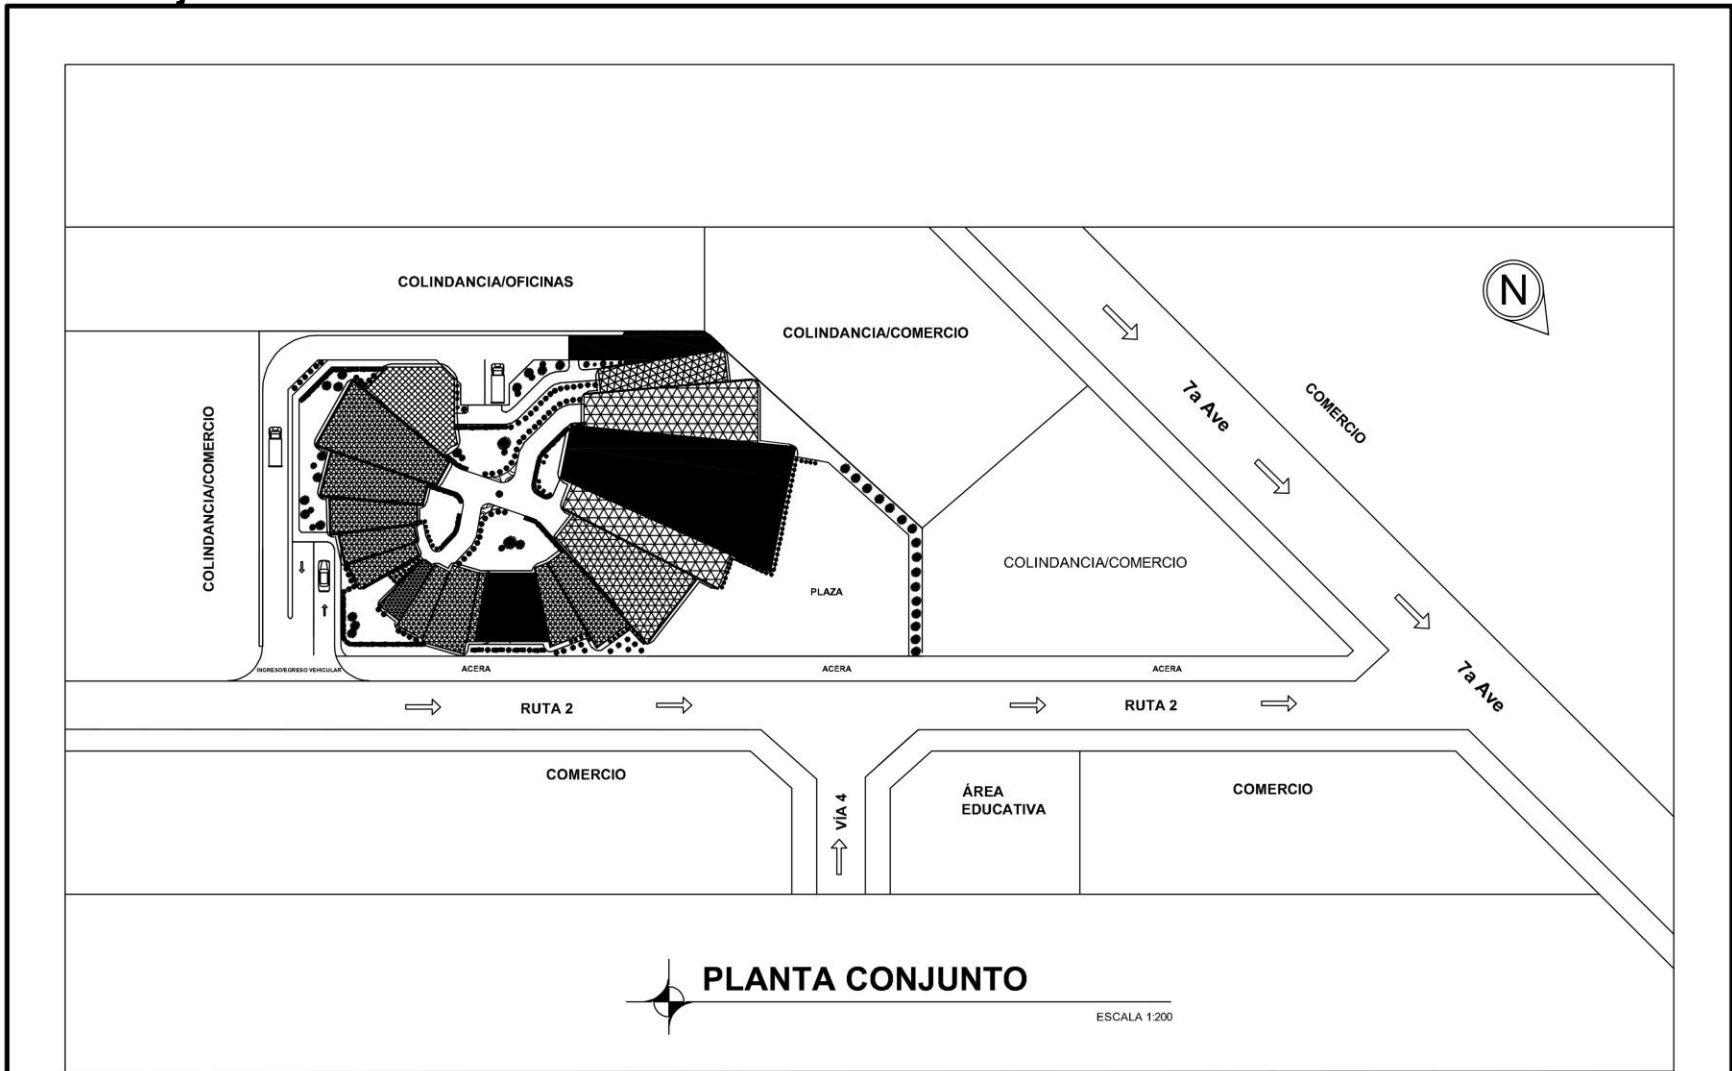 COLINDANCIA/OFICINAS
COLINDANCIA/COMERCIO
N
COMERCIO
7a Ave
COLINDANCIA/COMERCIO
COLINDANCIA/COMERCIO
PLAZA
INGRESO/EGRESO VEHICULAR
ACERA
ACERA
ACERA
7a Ave
RUTA 2
RUTA 2
COMERCIO
VÍA 4
ÁREA
EDUCATIVA
COMERCIO
PLANTA CONJUNTO
ESCALA 1:200